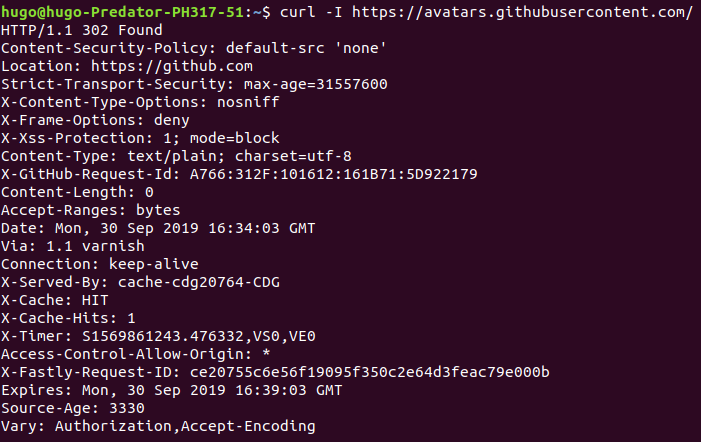 hugo@hugo-Predator-PH317-51:~$ curl -I https://avatars.githubusercontent.com/
HTTP/1.1 302 Found
Content-Security-Policy: default-src 'none'
Location: https://github.com
Strict-Transport-Security: max-age=31557600
X-Content-Type-Options: nosniff
X-Frame-Options: deny
X-Xss-Protection: 1; mode=block
Content-Type: text/plain; charset=utf-8
X-GitHub-Request-Id: A766:312F:101612:161B71:5D922179
Content-Length: 0
Accept-Ranges: bytes
Date: Mon, 30 Sep 2019 16:34:03 GMT
Via: 1.1 varnish
Connection: keep-alive
X-Served-By: cache-cdg20764-CDG
X-Cache: HIT
X-Cache-Hits: 1
X-Timer: S1569861243.476332,VS0,VE0
Access-Control-Allow-Origin: *
X-Fastly-Request-ID: ce20755c6e56f19095f350c2e64d3feac79e000b
Expires: Mon, 30 Sep 2019 16:39:03 GMT
Source-Age: 3330
Vary: Authorization,Accept-Encoding